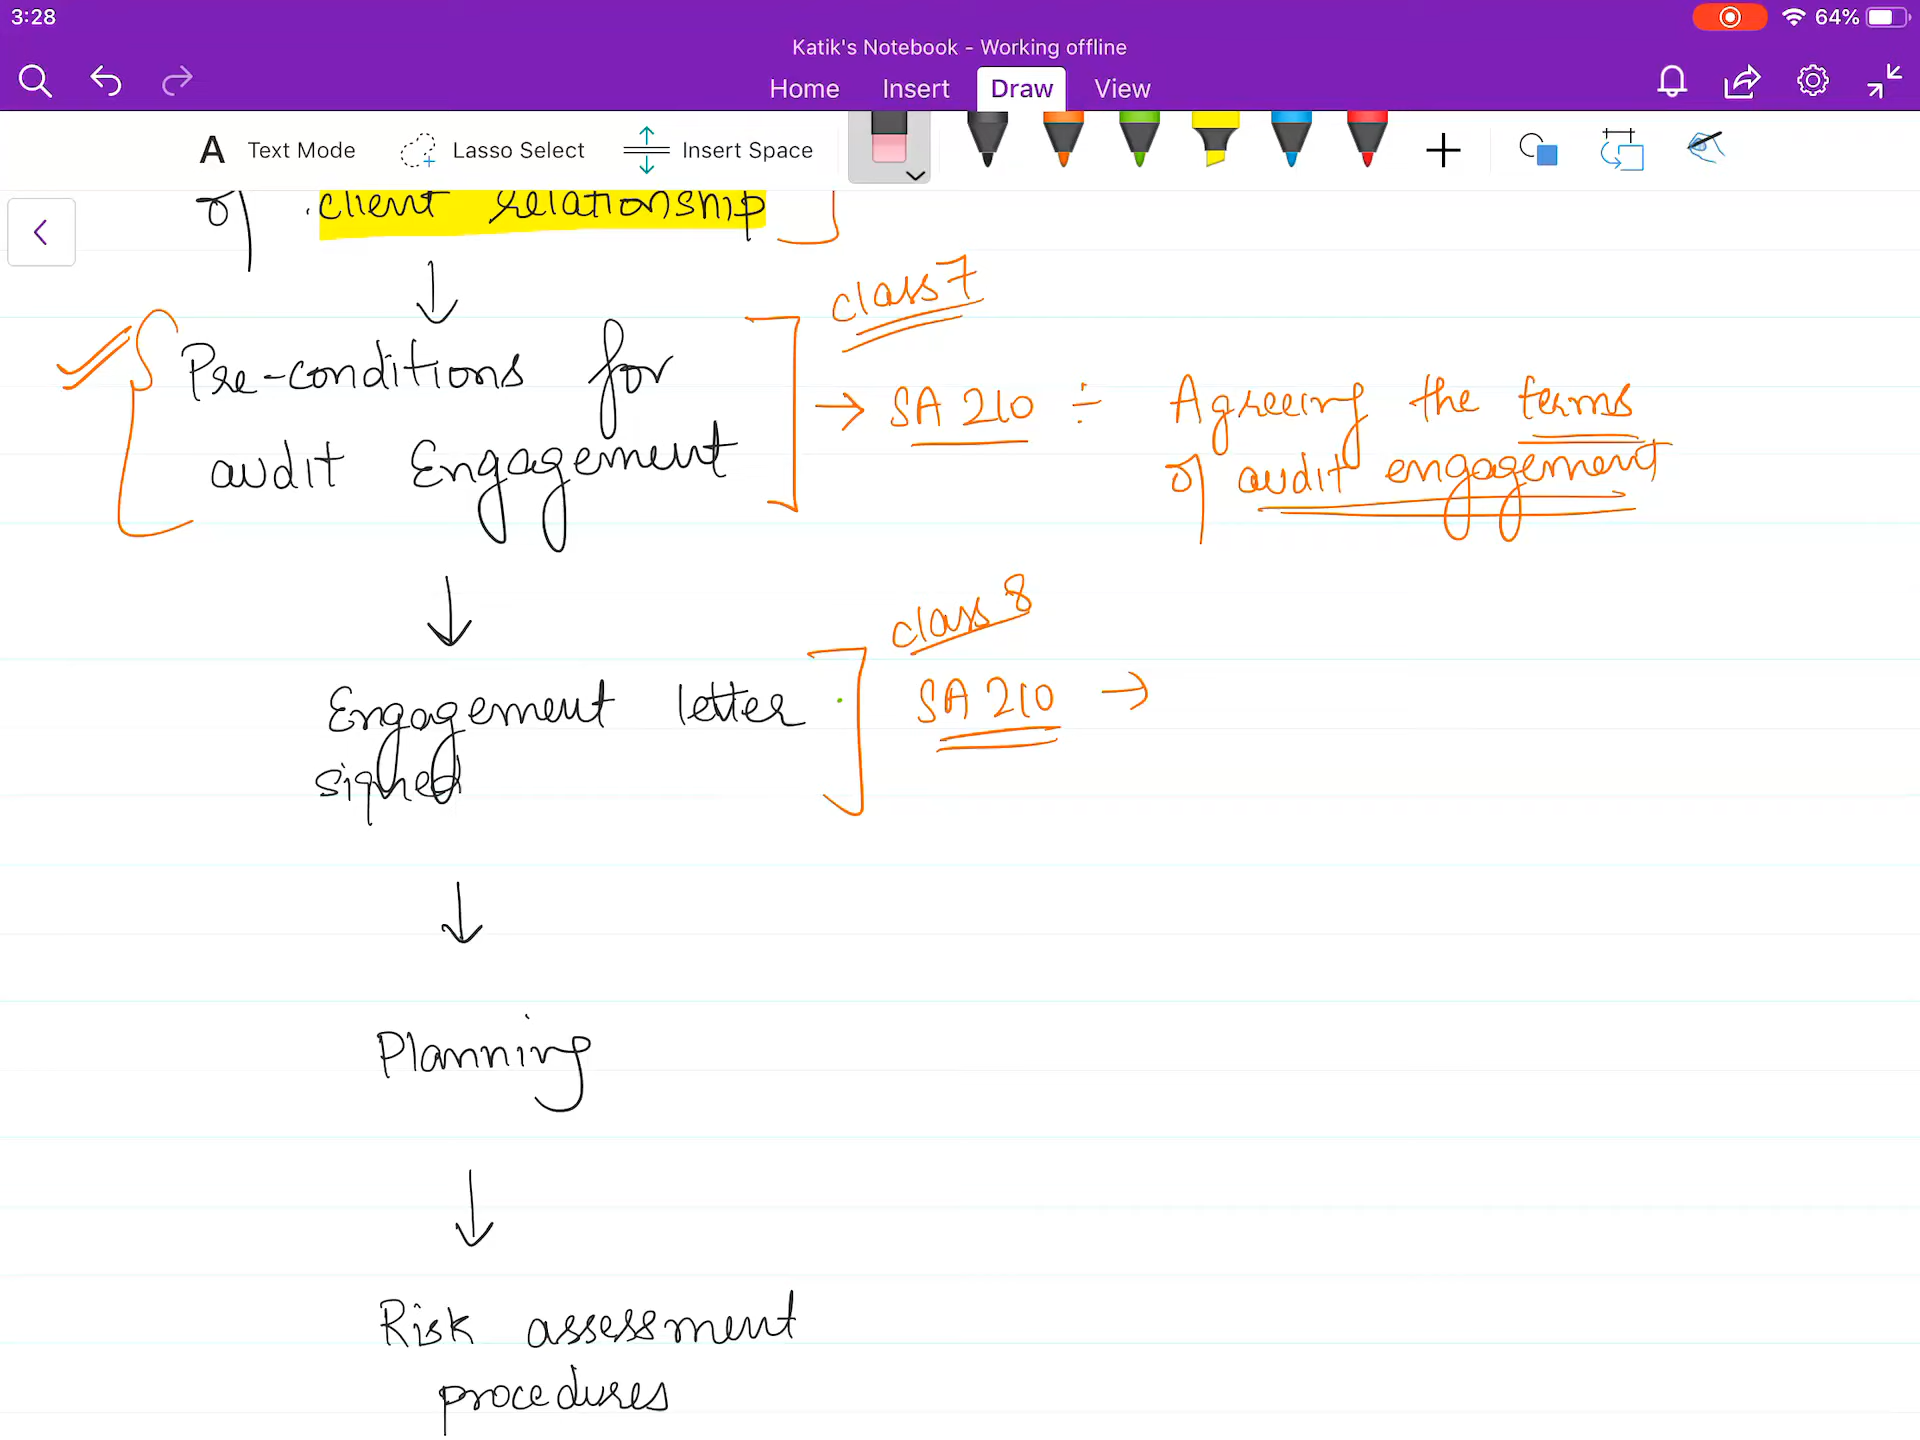 3:28
64%
Katik's Notebook - Working offline
Home Insert Draw View
A Text Mode Lasso Select Insert Space
of client relationship
class 7
Pre-conditions for
audit Engagement
→ SA 210 ÷ Agreeing the terms
of audit engagement
class 8
Engagement letter
signed
SA 210 →
Planning
Risk assessment
procedures